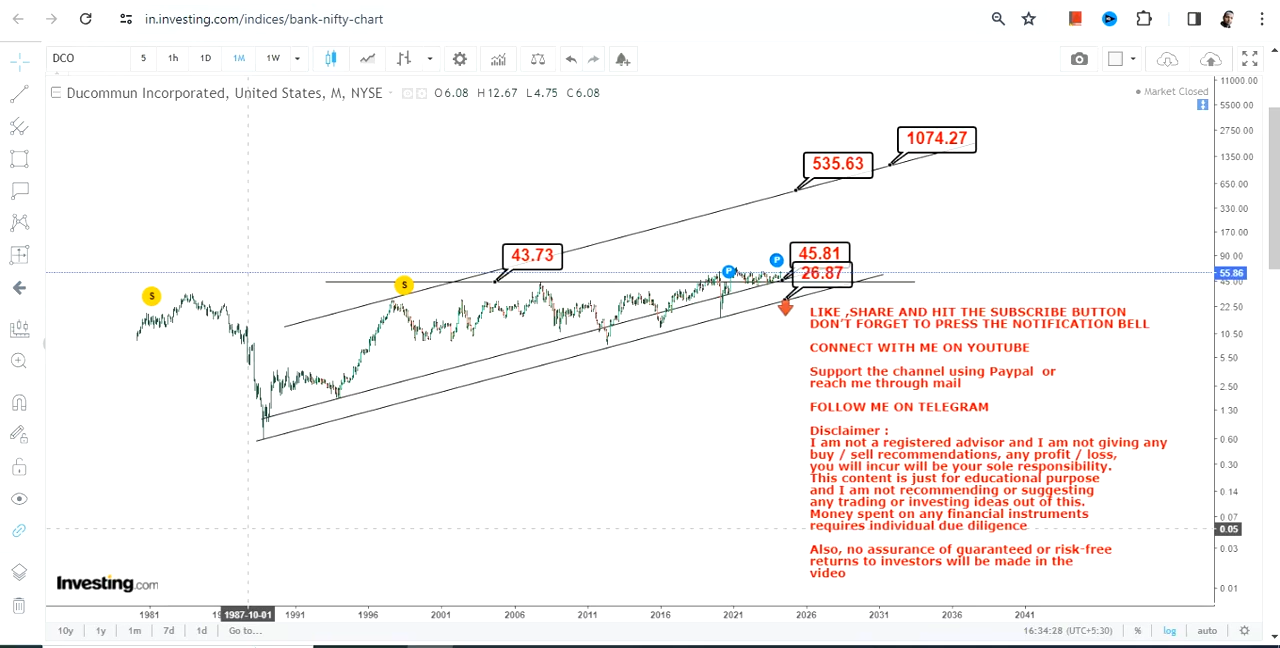 in.investing.com/indices/bank-nifty-chart
DCO 5 1h 1D 1M 1W
Ducommun Incorporated, United States, M, NYSE O6.08 H12.67 L4.75 C6.08
Market Closed
11000.00
5500.00
2750.00
1350.00
650.00
330.00
170.00
90.00
55.86
45.00
22.50
10.50
5.50
2.50
1.30
0.60
0.30
0.14
0.07
0.05
0.03
0.01
1074.27
535.63
43.73
45.81
26.87
S
S
P
P
LIKE ,SHARE AND HIT THE SUBSCRIBE BUTTON
DON'T FORGET TO PRESS THE NOTIFICATION BELL
CONNECT WITH ME ON YOUTUBE
Support the channel using Paypal or
reach me through mail
FOLLOW ME ON TELEGRAM
Disclaimer :
I am not a registered advisor and I am not giving any
buy / sell recommendations, any profit / loss,
you will incur will be your sole responsibility.
This content is just for educational purpose
and I am not recommending or suggesting
any trading or investing ideas out of this.
Money spent on any financial instruments
requires individual due diligence
Also, no assurance of guaranteed or risk-free
returns to investors will be made in the
video
Investing.com
1981 1987-10-01 1991 1996 2001 2006 2011 2016 2021 2026 2031 2036 2041
10y 1y 1m 7d 1d Go to... 16:34:28 (UTC+5:30) % log auto